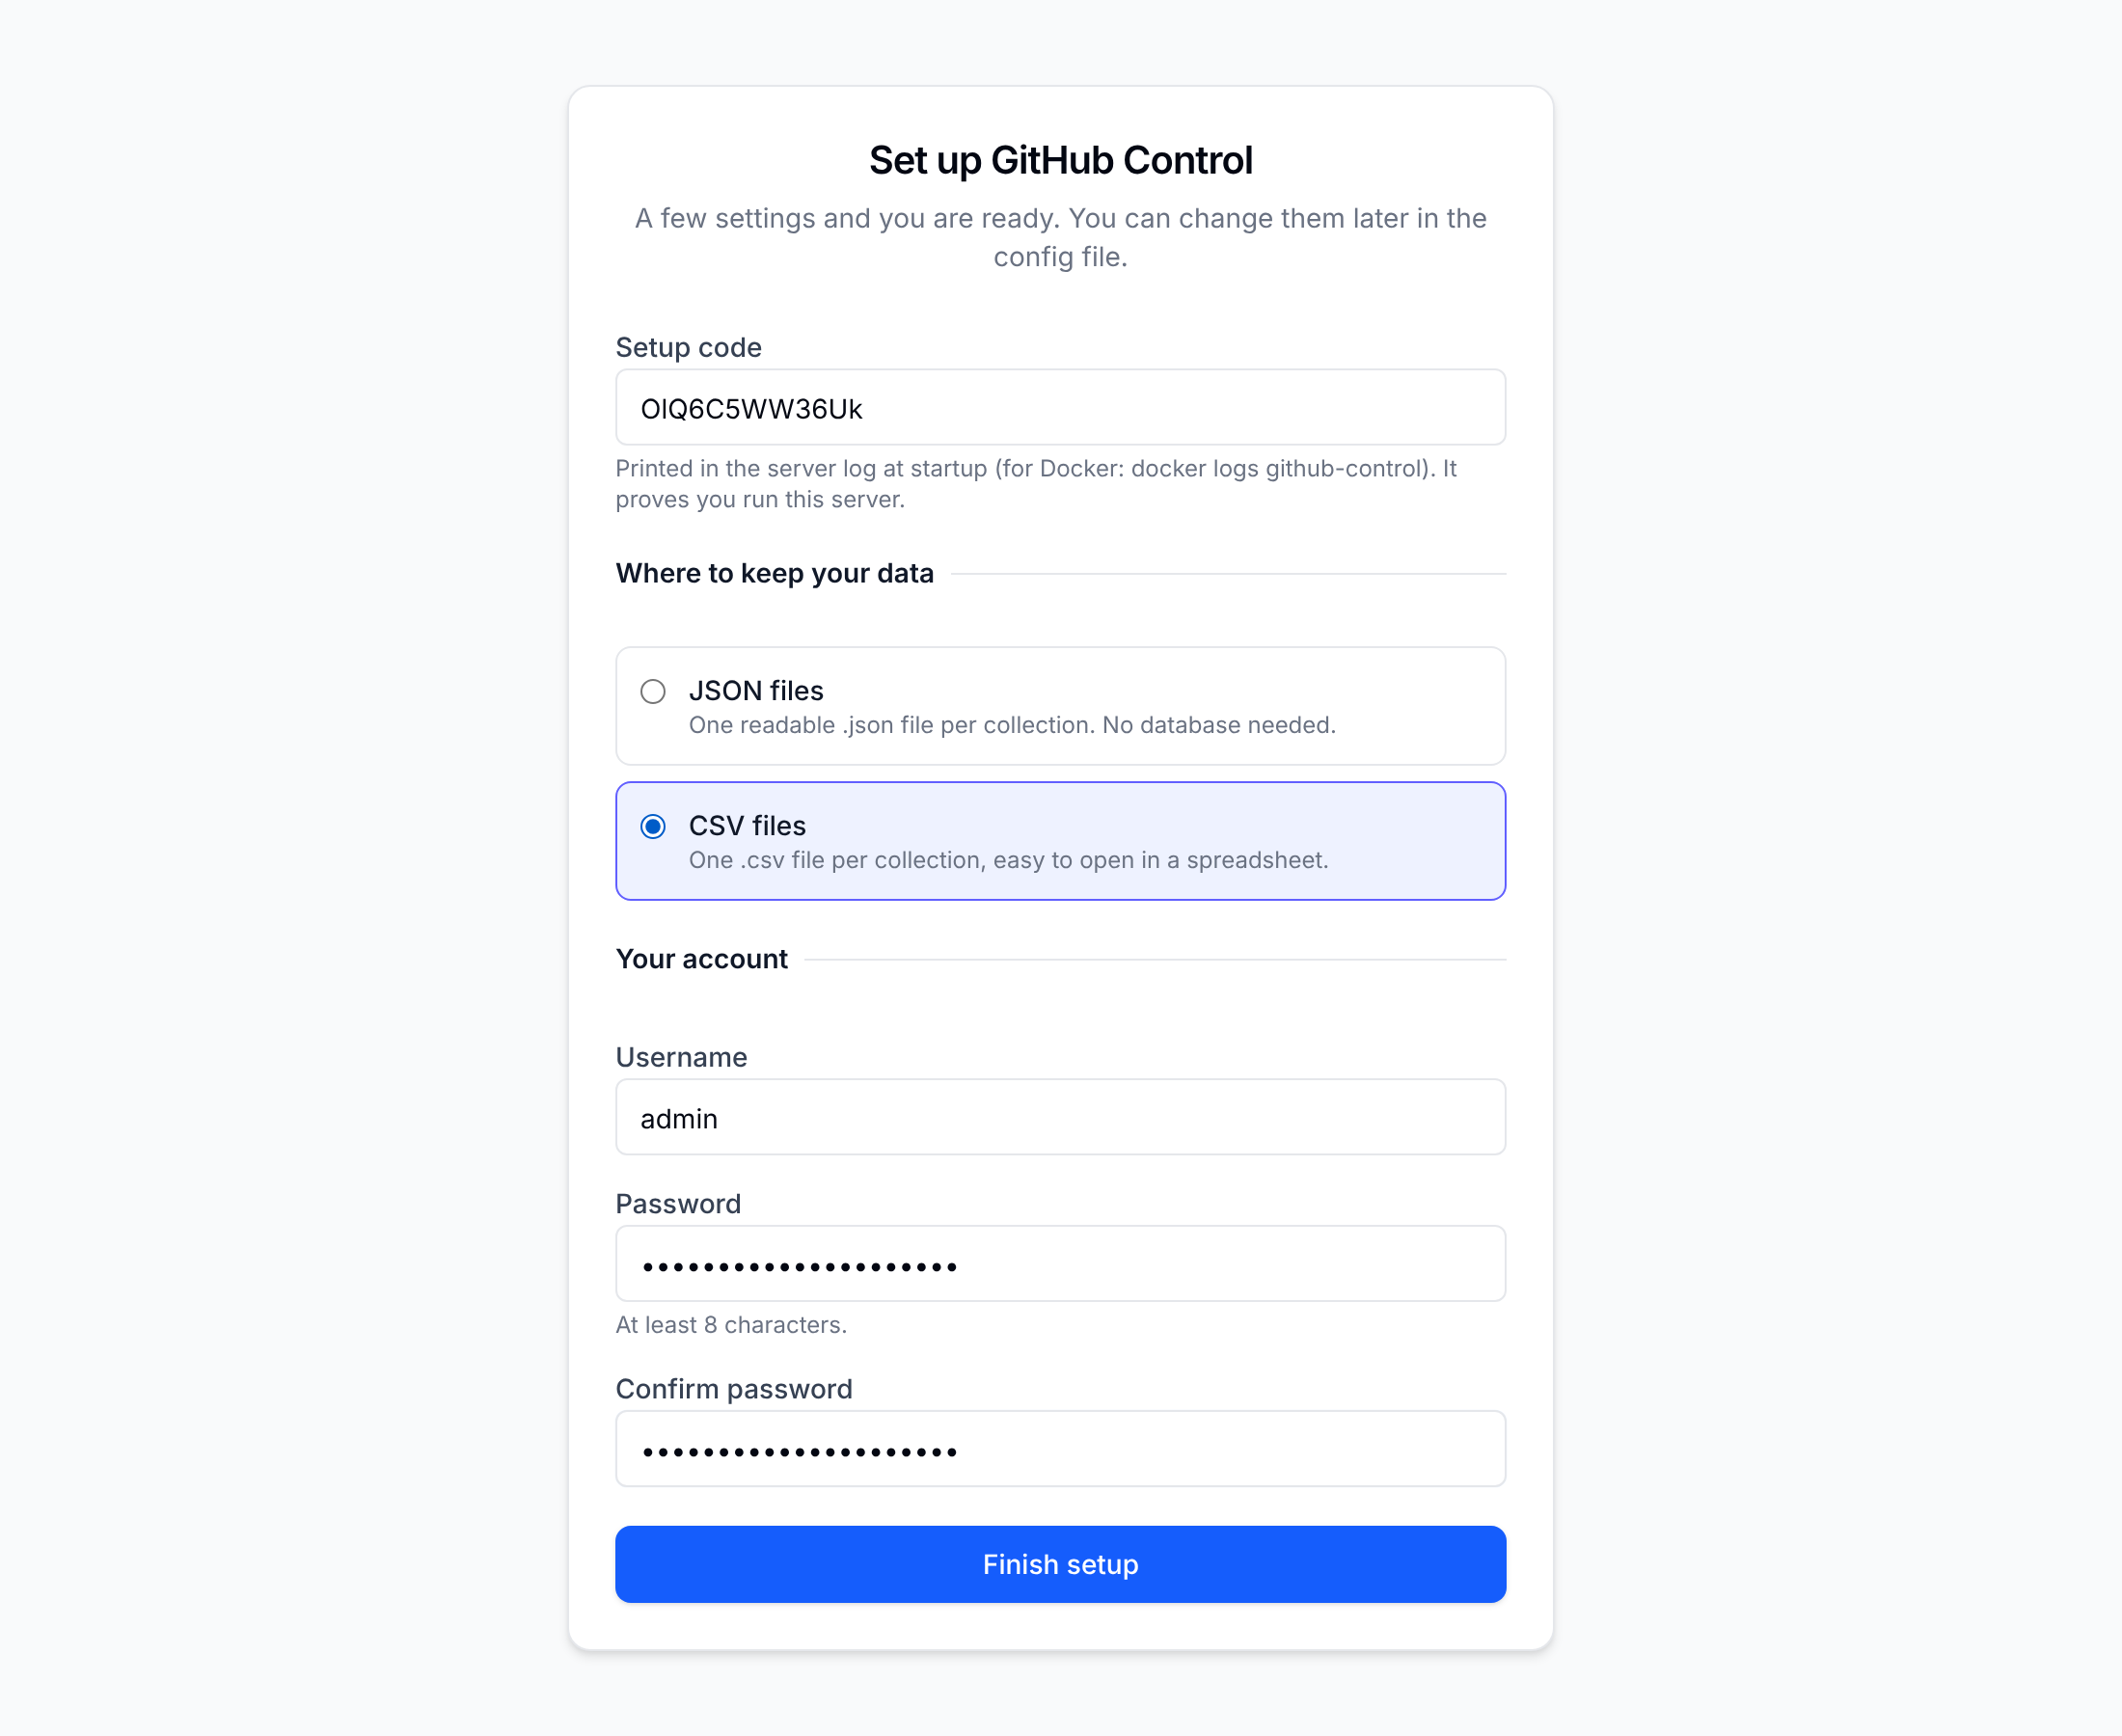 Set up GitHub Control
A few settings and you are ready. You can change them later in the
config file.
Setup code
OlQ6C5WW36Uk
Printed in the server log at startup (for Docker: docker logs github-control). It
proves you run this server.
Where to keep your data
JSON files
One readable .json file per collection. No database needed.
CSV files
One .csv file per collection, easy to open in a spreadsheet.
Your account
Username
admin
Password
•••••••••••••••••••••
At least 8 characters.
Confirm password
•••••••••••••••••••••
Finish setup